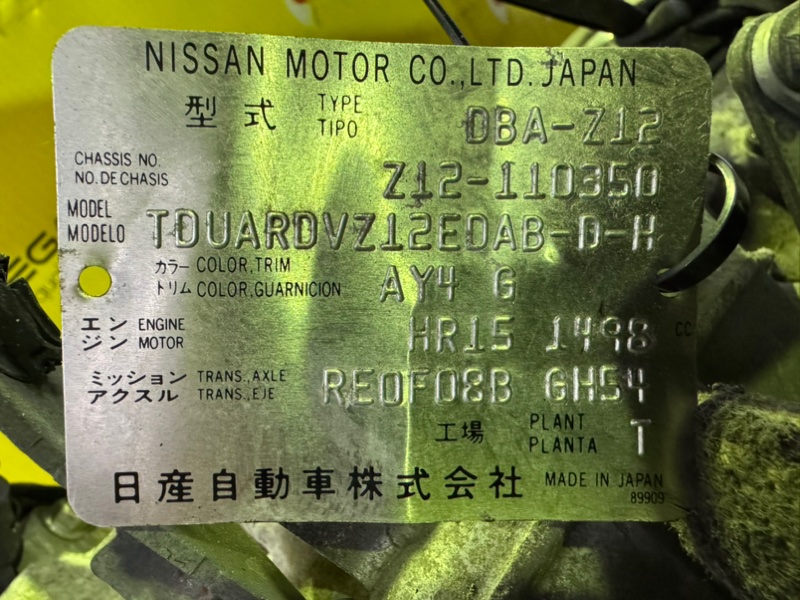 NISSAN MOTOR CO.,LTD. JAPAN
型式 TYPE TIPO DBA-Z12
CHASSIS NO. NO. DE CHASIS Z12-110350
MODEL MODELO TDUARDVZ12EDAB-D-H
カラー COLOR,TRIM
トリム COLOR,GUARNICION AY4 G
エンジン ENGINE MOTOR HR15 1498 CC
ミッション TRANS.,AXLE
アクスル TRANS.,EJE RE0F08B GH54
工場 PLANT PLANTA T
日産自動車株式会社 MADE IN JAPAN
89909